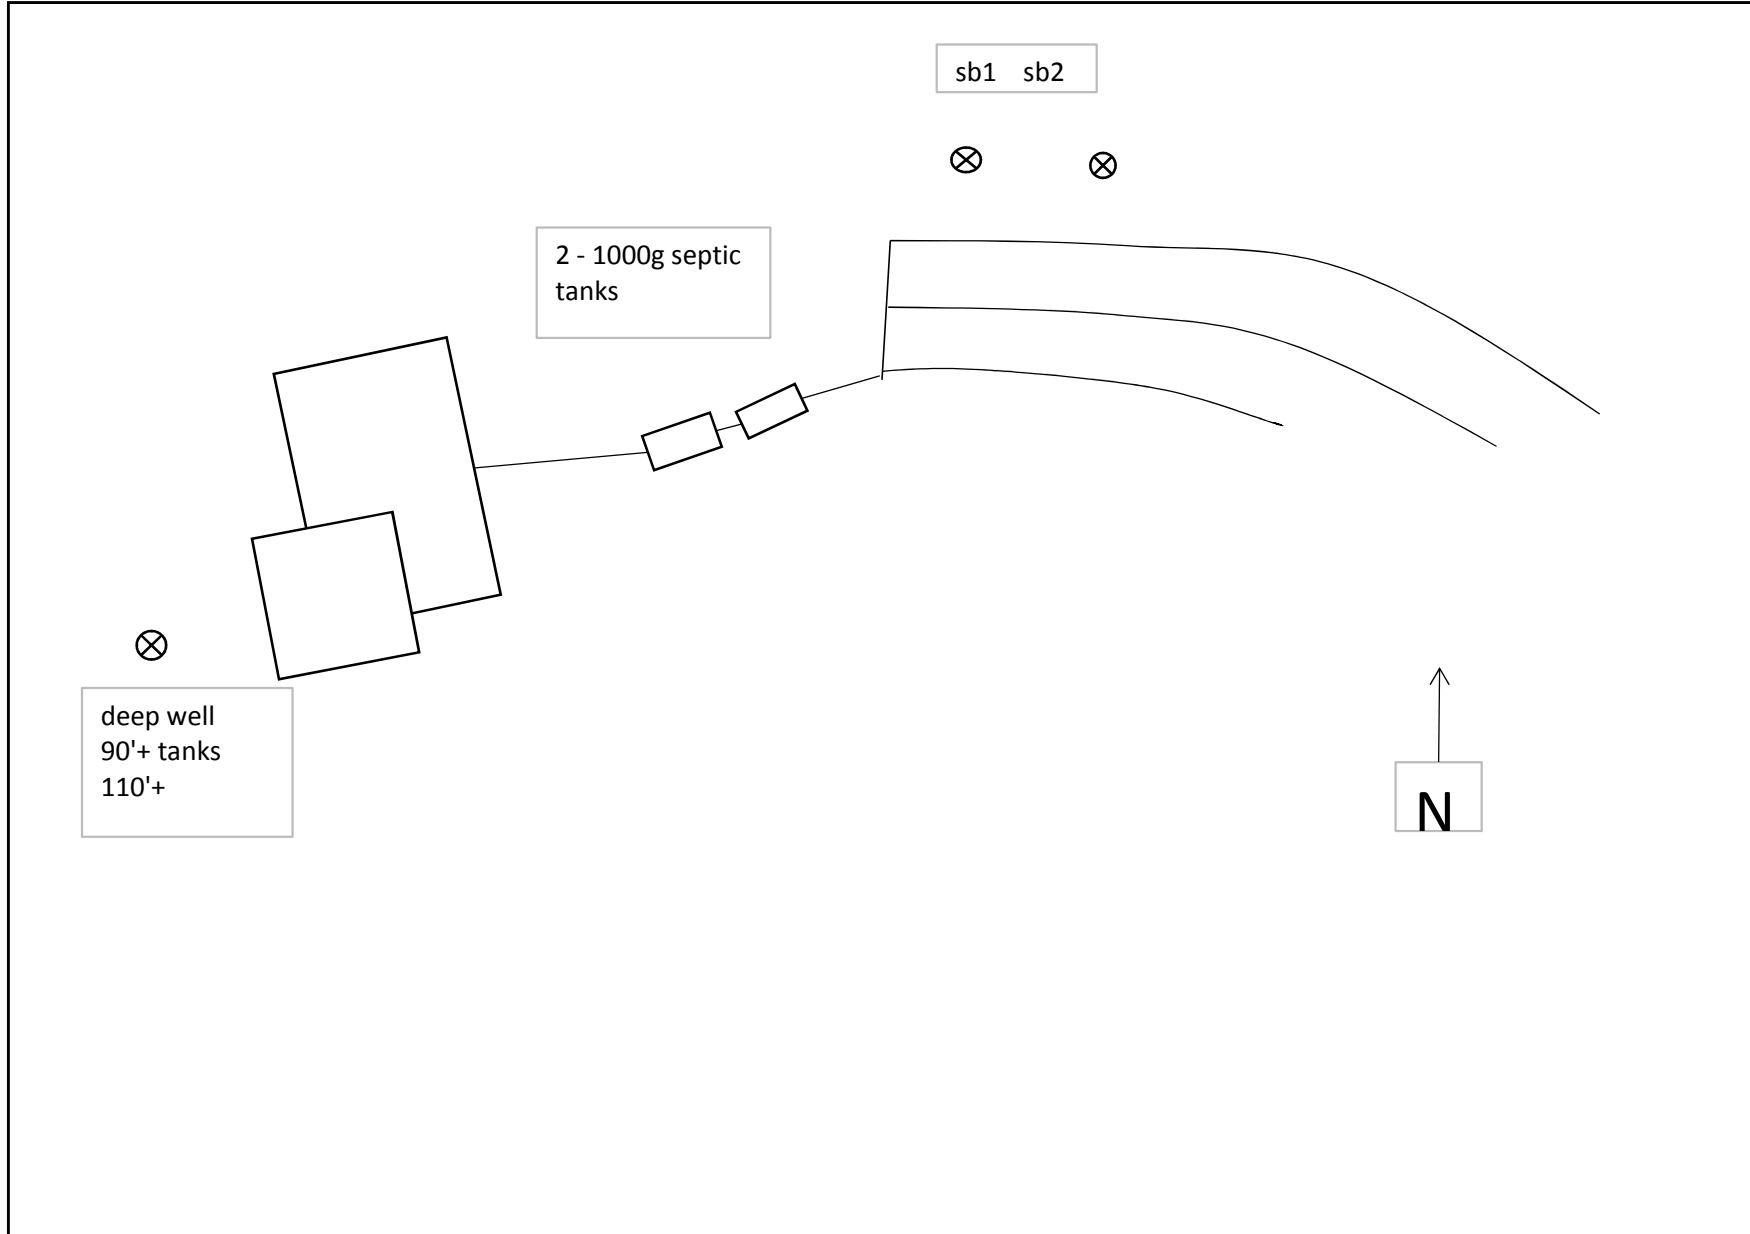 sb1 sb2
2 - 1000g septic
tanks
deep well
90'+ tanks
110'+
N